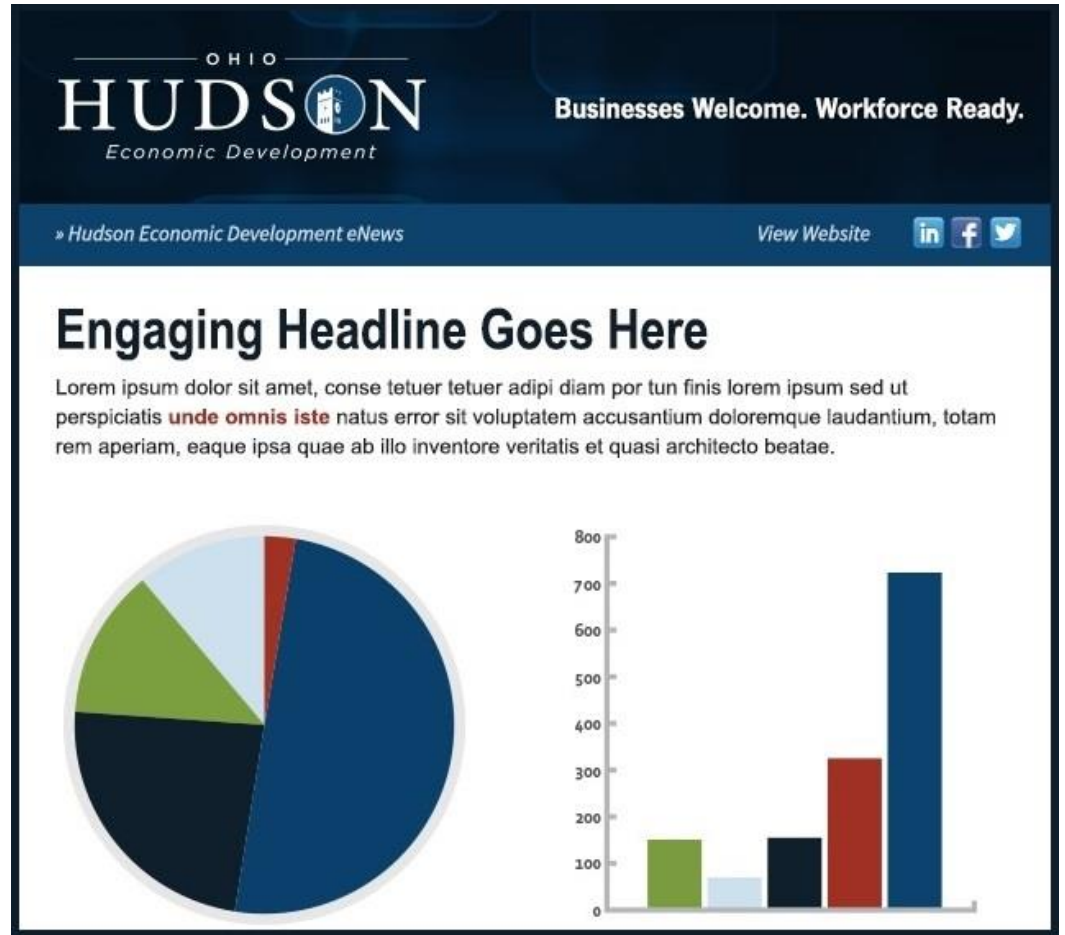 OHIO
HUDSON
Economic Development
Businesses Welcome. Workforce Ready.
» Hudson Economic Development eNews
View Website
in f
Engaging Headline Goes Here
Lorem ipsum dolor sit amet, conse tetuer tetuer adipi diam por tun finis lorem ipsum sed ut
perspiciatis unde omnis iste natus error sit voluptatem accusantium doloremque laudantium, totam
rem aperiam, eaque ipsa quae ab illo inventore veritatis et quasi architecto beatae.
800
700
600
500
400
300
200
100
0